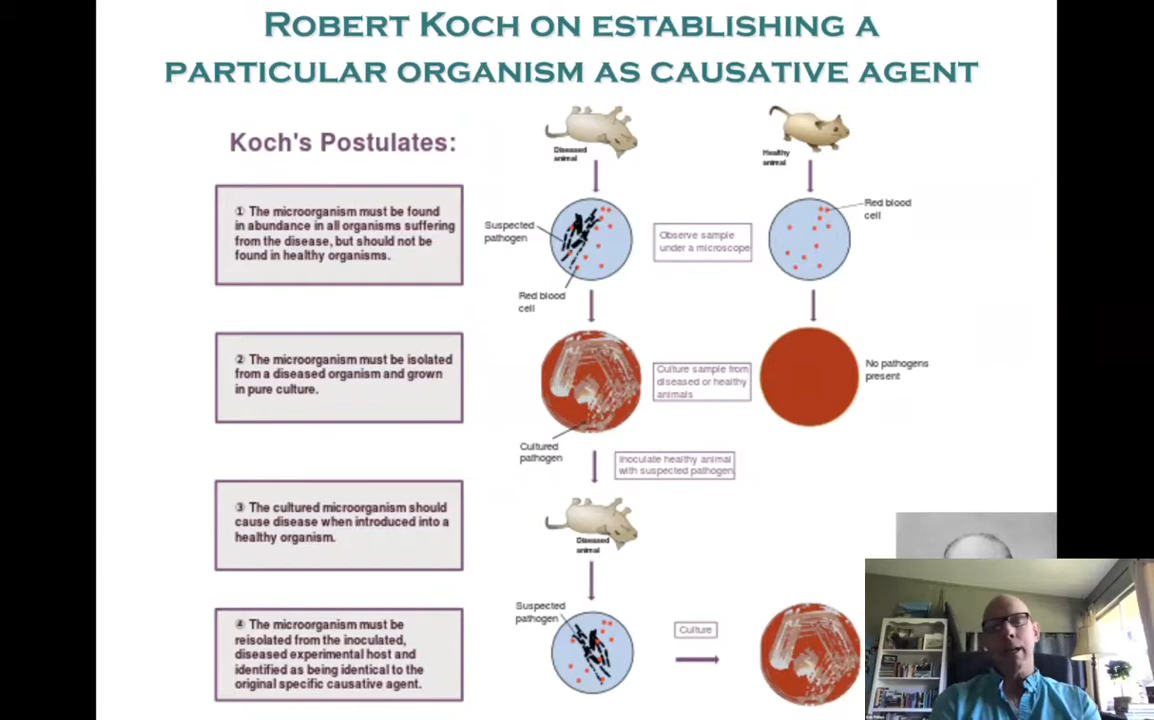 ROBERT KOCH ON ESTABLISHING A
PARTICULAR ORGANISM AS CAUSATIVE AGENT
Koch's Postulates:
Diseased
animal
Healthy
animal
① The microorganism must be found
in abundance in all organisms suffering
from the disease, but should not be
found in healthy organisms.
Suspected
pathogen
Red blood
cell
Observe sample
under a microscope
Red blood
cell
② The microorganism must be isolated
from a diseased organism and grown
in pure culture.
Cultured
pathogen
Culture sample from
diseased or healthy
animals
No pathogens
present
Inoculate healthy animal
with suspected pathogen
③ The cultured microorganism should
cause disease when introduced into a
healthy organism.
Diseased
animal
④ The microorganism must be
reisolated from the inoculated,
diseased experimental host and
identified as being identical to the
original specific causative agent.
Suspected
pathogen
Culture